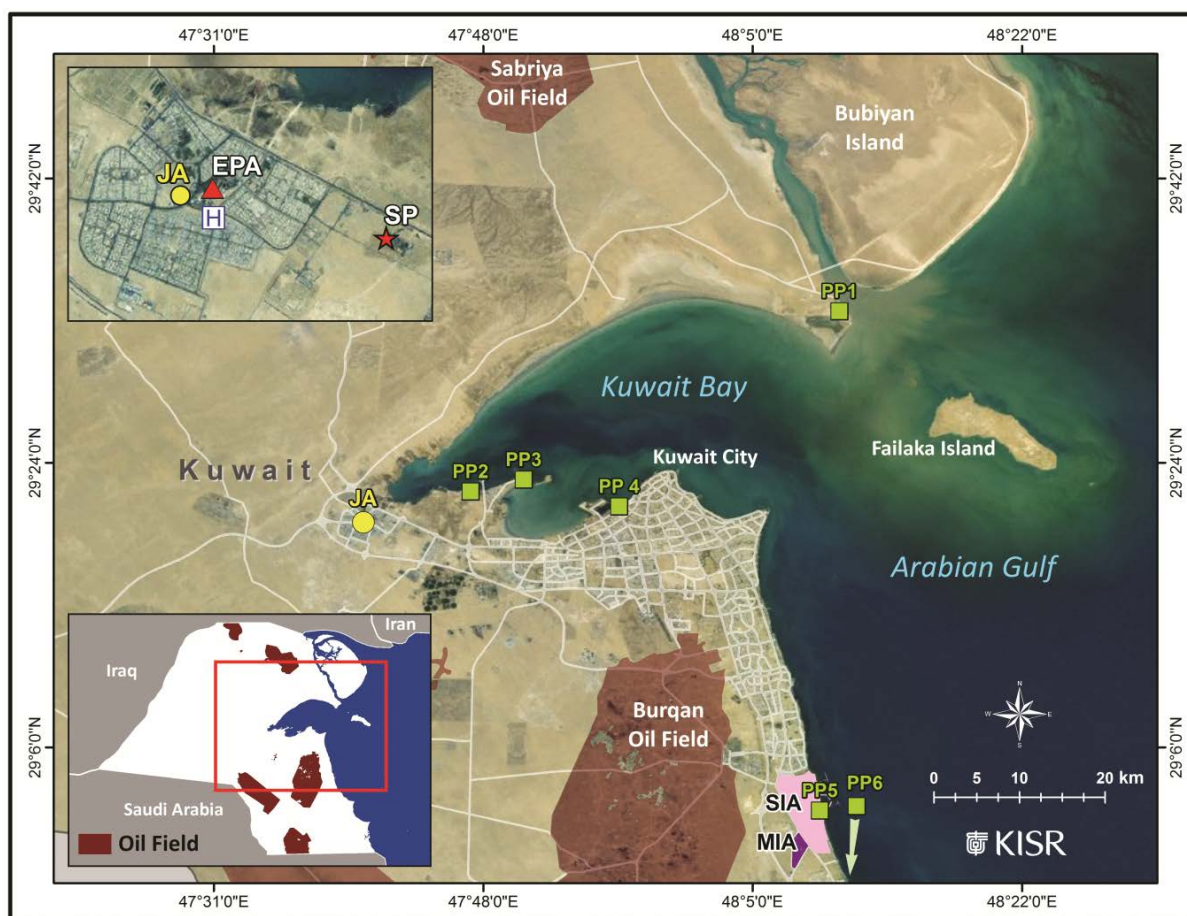 47°31'0"E
47°48'0"E
48°5'0"E
48°22'0"E
Sabriya
Oil Field
Bubiyan
Island
JA
EPA
H
SP
29°42'0"N
29°42'0"N
PP1
Kuwait Bay
Failaka Island
Kuwait City
29°24'0"N
29°24'0"N
Kuwait
PP2
PP3
PP 4
JA
Arabian Gulf
Iran
Iraq
Saudi Arabia
Oil Field
Burqan
Oil Field
N
W
E
S
29°6'0"N
29°6'0"N
0 5 10 20 km
SIA
PP5
PP6
MIA
KISR
47°31'0"E
47°48'0"E
48°5'0"E
48°22'0"E